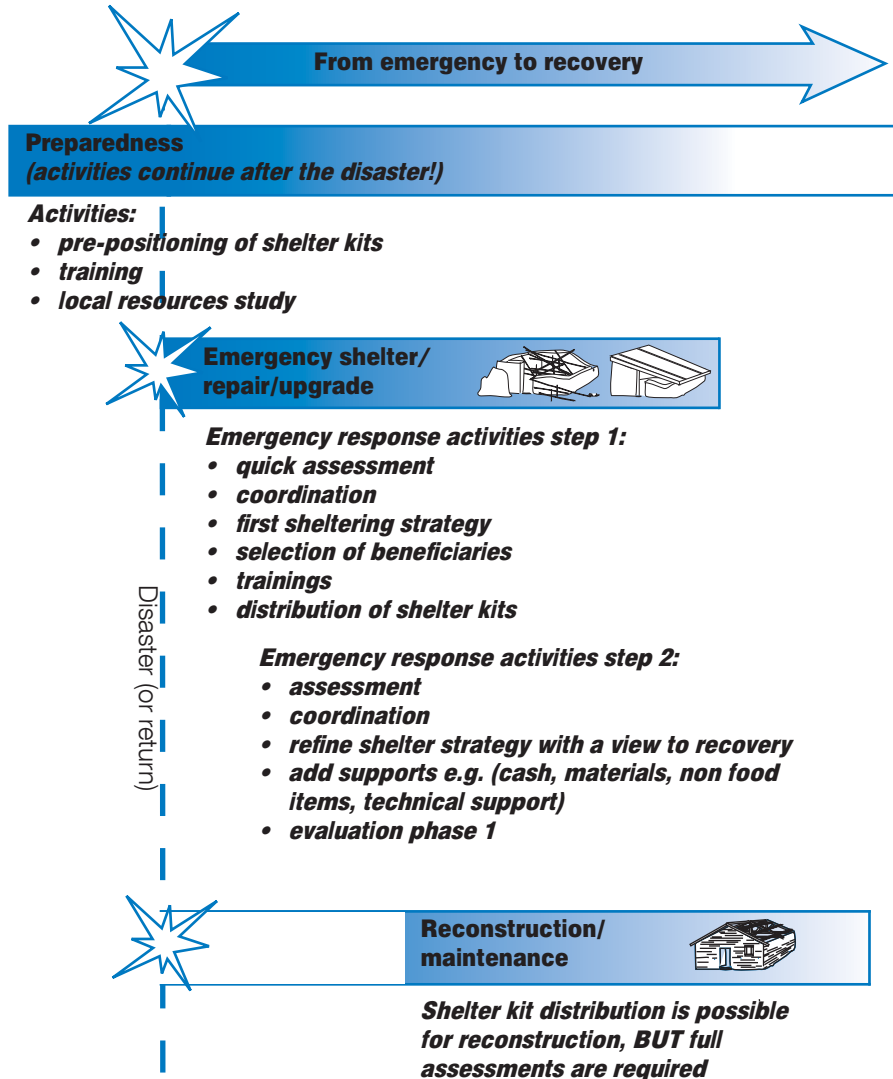 From emergency to recovery
Preparedness
(activities continue after the disaster!)
Activities:
• pre-positioning of shelter kits
• training
• local resources study
Emergency shelter/
repair/upgrade
Emergency response activities step 1:
• quick assessment
• coordination
• first sheltering strategy
• selection of beneficiaries
• trainings
• distribution of shelter kits
Disaster (or return)
Emergency response activities step 2:
• assessment
• coordination
• refine shelter strategy with a view to recovery
• add supports e.g. (cash, materials, non food
items, technical support)
• evaluation phase 1
Reconstruction/
maintenance
Shelter kit distribution is possible
for reconstruction, BUT full
assessments are required